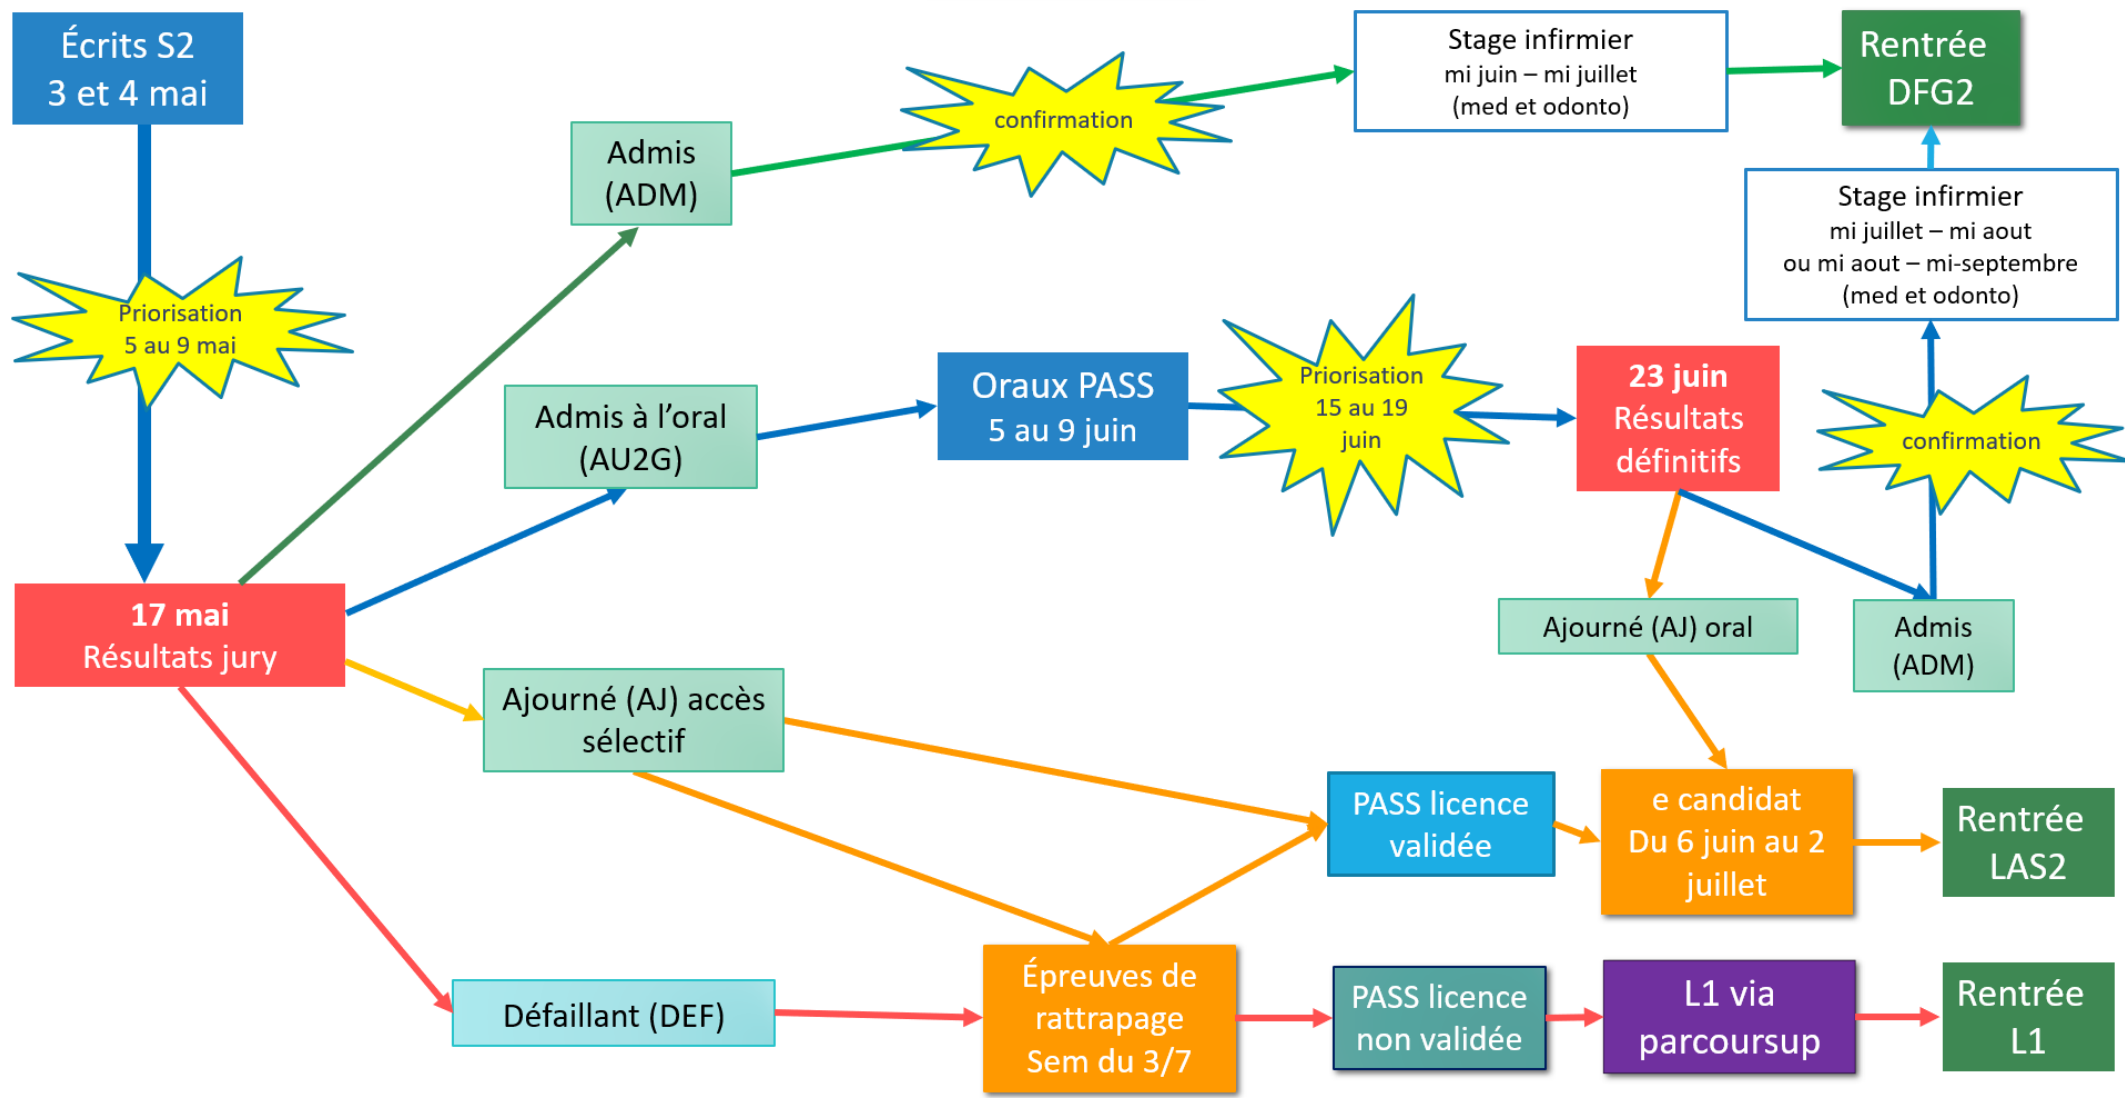 Écrits S2
3 et 4 mai
Priorisation
5 au 9 mai
17 mai
Résultats jury
Admis
(ADM)
confirmation
Stage infirmier
mi juin – mi juillet
(med et odonto)
Rentrée
DFG2
Admis à l'oral
(AU2G)
Oraux PASS
5 au 9 juin
Priorisation
15 au 19
juin
23 juin
Résultats
définitifs
Stage infirmier
mi juillet – mi aout
ou mi aout – mi-septembre
(med et odonto)
confirmation
Ajourné (AJ) oral
Admis
(ADM)
Ajourné (AJ) accès
sélectif
PASS licence
validée
e candidat
Du 6 juin au 2
juillet
Rentrée
LAS2
Défaillant (DEF)
Épreuves de
rattrapage
Sem du 3/7
PASS licence
non validée
L1 via
parcoursup
Rentrée
L1